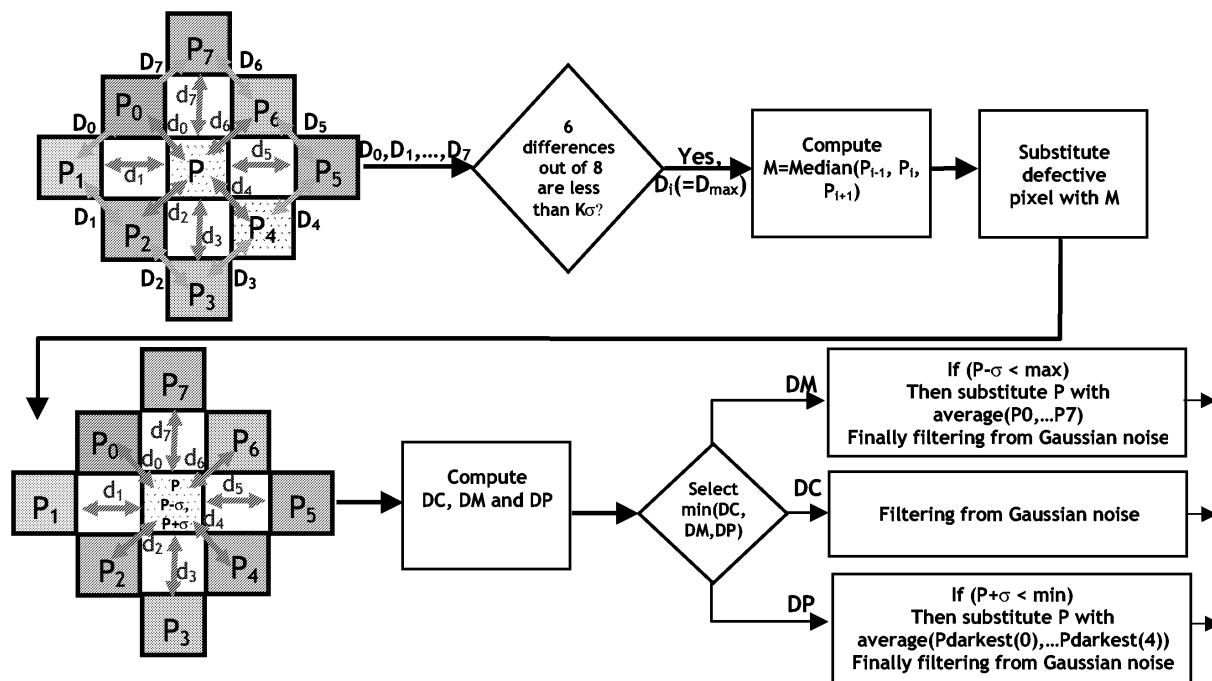 P7
D7 D6
d7
P0 P6
d0 d6
D0 D5
P1 d1 P d5 P5
d4
D1 d2 D4
P2 d3 P4
D2 D3
P3
D0,D1,...,D7
6
differences
out of 8
are less
than Kσ?
Yes,
Di(=Dmax)
Compute
M=Median(Pi-1, Pi,
Pi+1)
Substitute
defective
pixel with M
P7
d7
P0 P6
d0 d6
P
P1 d1 P-σ, d5 P5
P+σ d4
d2
P2 d3 P4
P3
Compute
DC, DM and DP
Select
min(DC,
DM,DP)
DM
If (P-σ < max)
Then substitute P with
average(P0,...P7)
Finally filtering from Gaussian noise
DC
Filtering from Gaussian noise
DP
If (P+σ < min)
Then substitute P with
average(Pdarkest(0),...Pdarkest(4))
Finally filtering from Gaussian noise